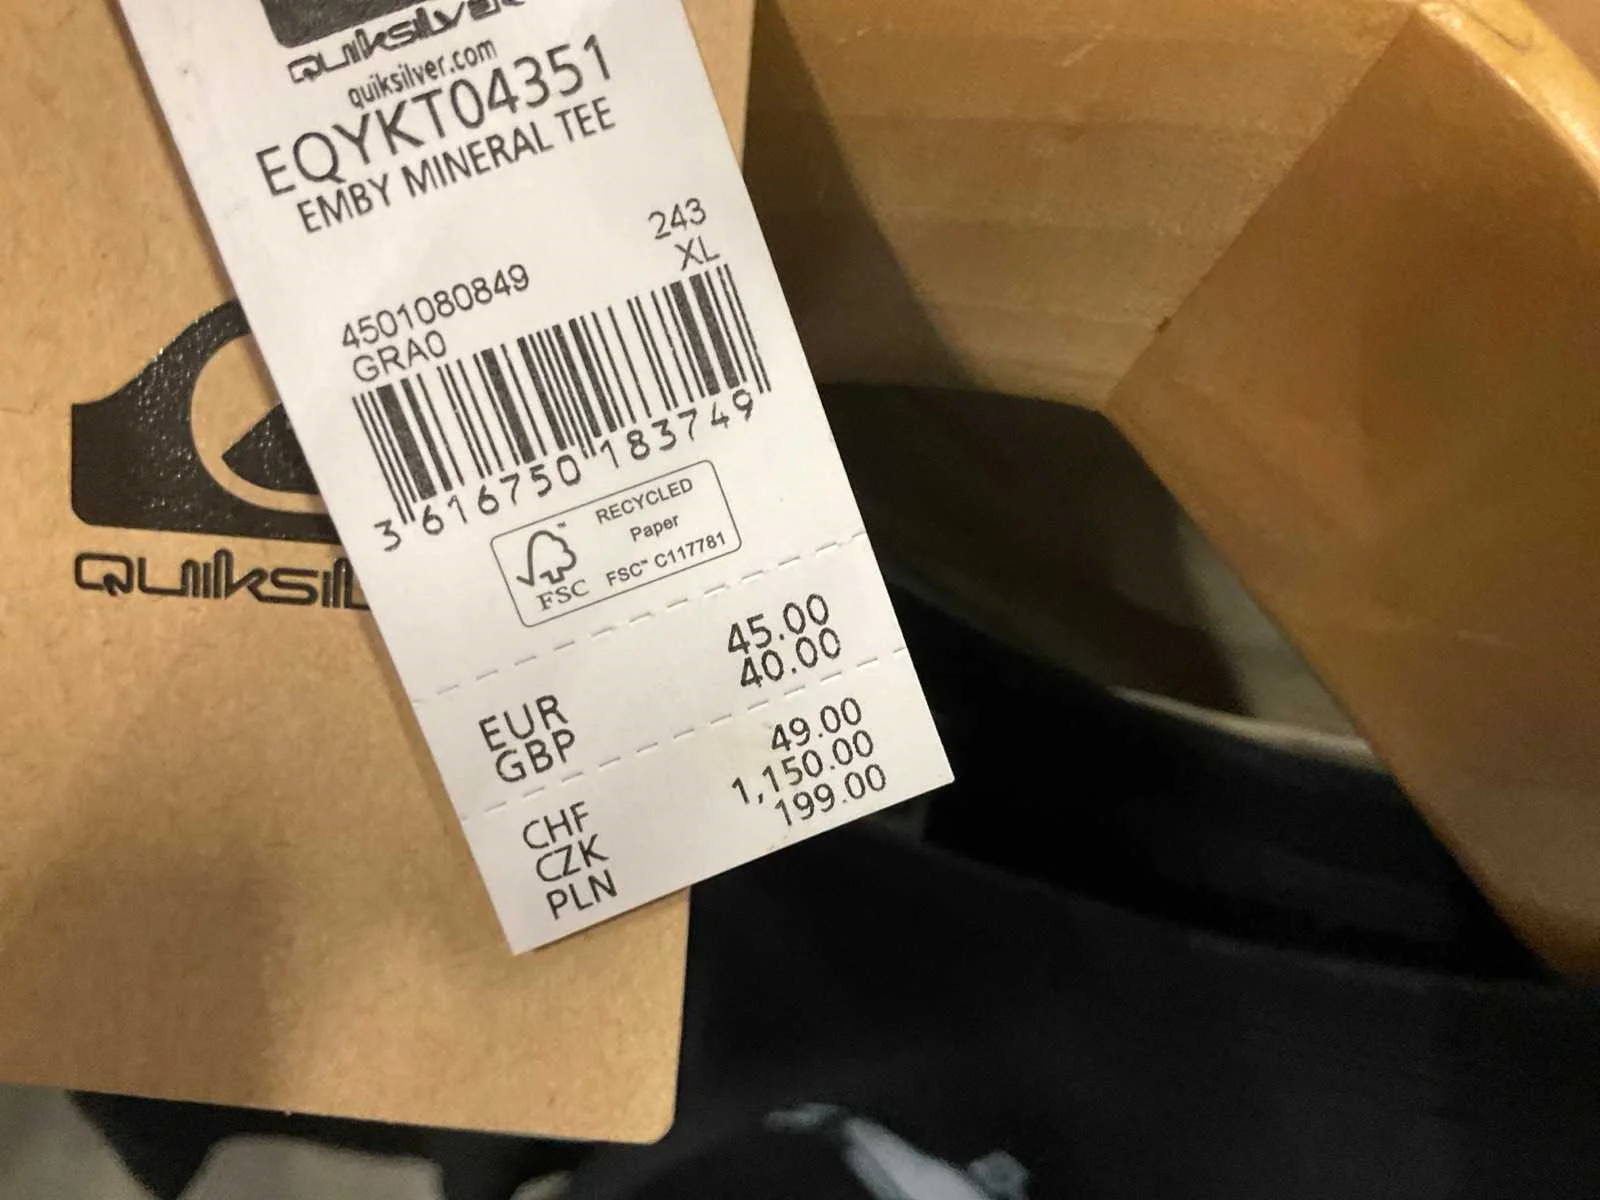 Quiksilver
quiksilver.com
EQYKT04351
EMBY MINERAL TEE
243
XL
4501080849
GRA0
3 616750 183749
RECYCLED
Paper
FSC™ C117781
FSC
EUR 45.00
GBP 40.00
CHF 49.00
CZK 1,150.00
PLN 199.00